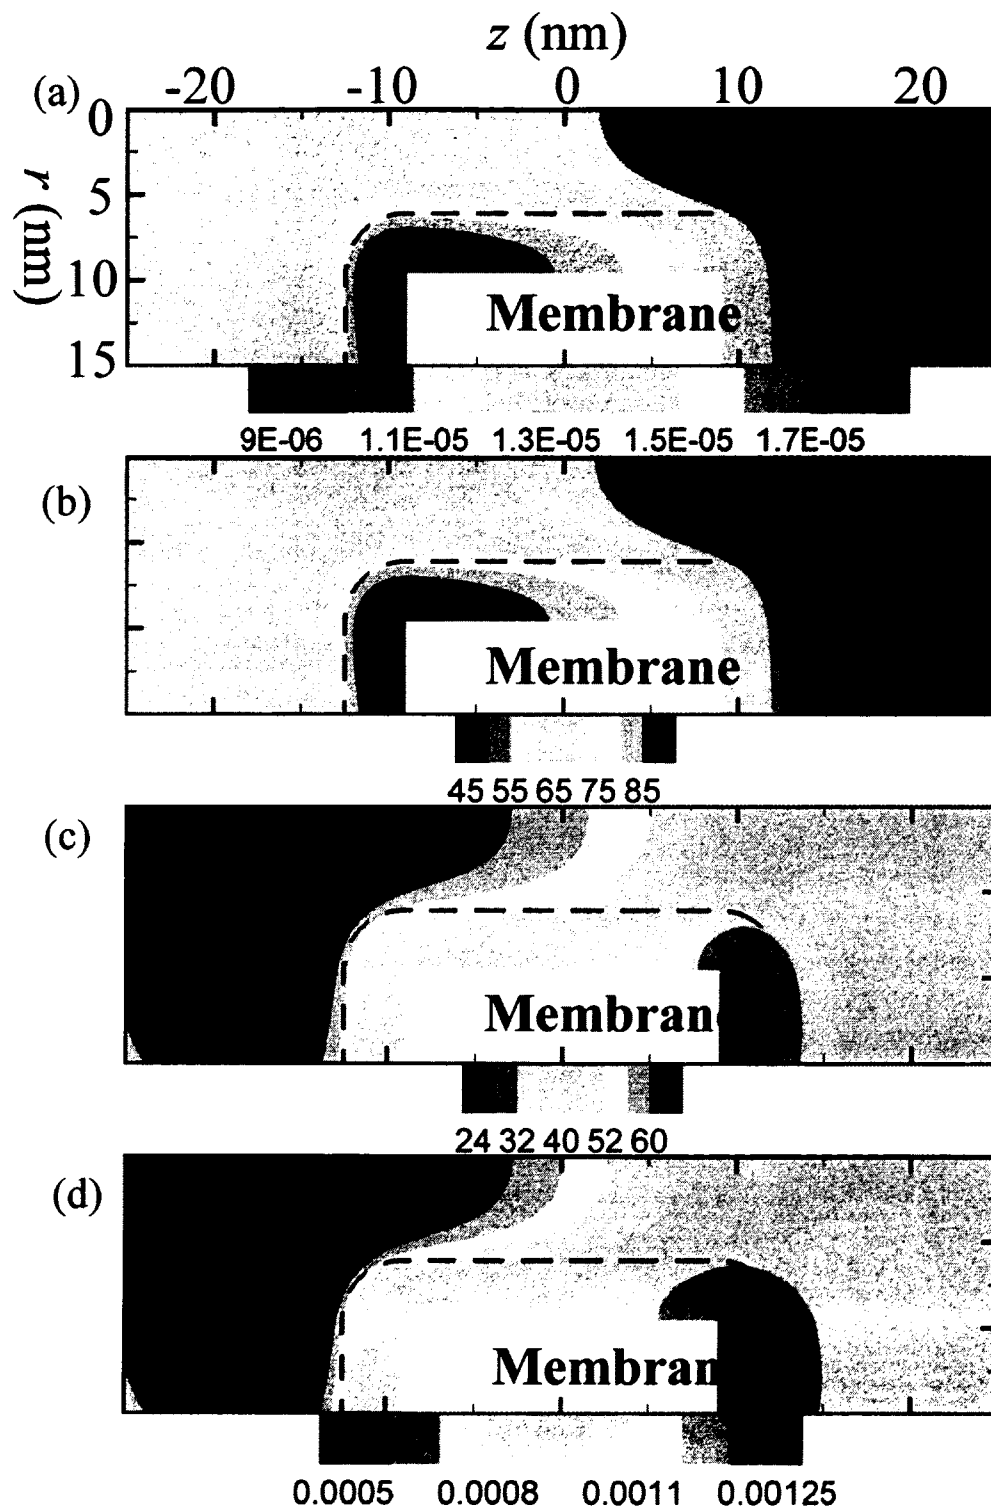 z (nm)
(a) -20 -10 0 10 20
0
5
10
15
r (nm)
Membrane
9E-06 1.1E-05 1.3E-05 1.5E-05 1.7E-05
(b)
Membrane
45 55 65 75 85
(c)
Membran
24 32 40 52 60
(d)
Membran
0.0005 0.0008 0.0011 0.00125